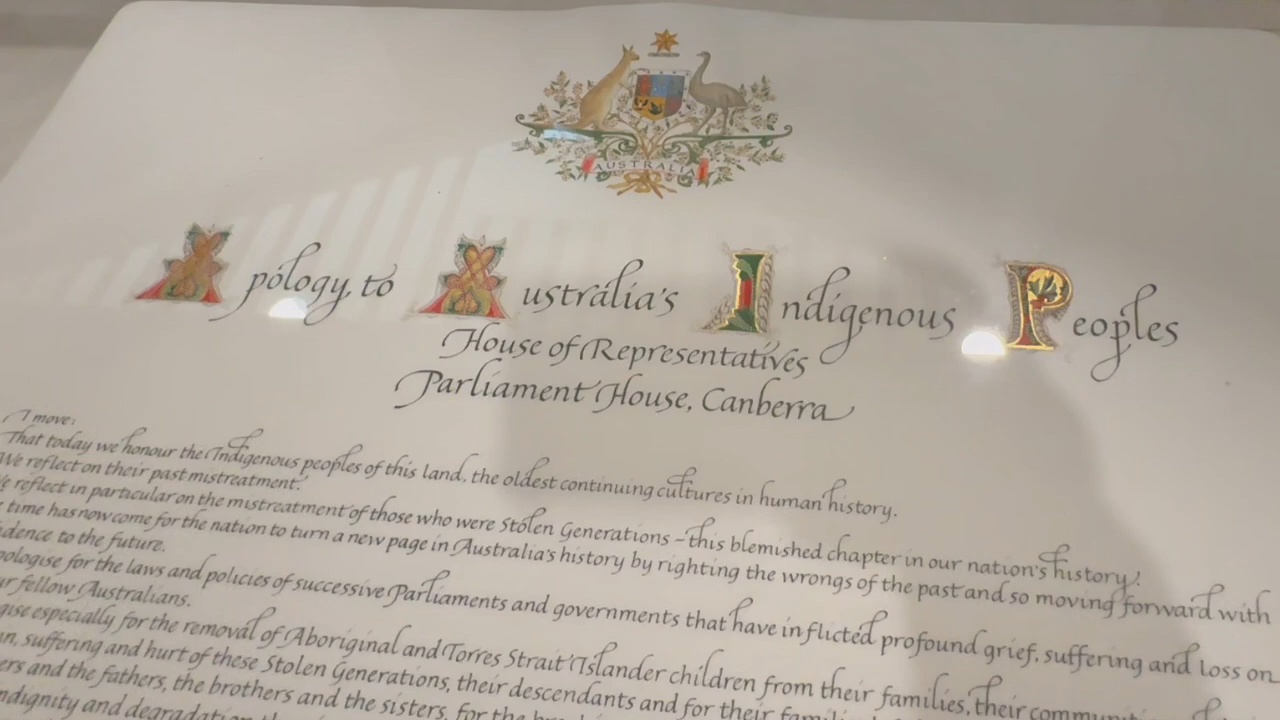 AUSTRALIA
Apology to Australia's Indigenous Peoples
House of Representatives
Parliament House, Canberra
I move:
That today we honour the Indigenous peoples of this land, the oldest continuing cultures in human history.
We reflect on their past mistreatment.
reflect in particular on the mistreatment of those who were Stolen Generations - this blemished chapter in our nation's history.
time has now come for the nation to turn a new page in Australia's history by righting the wrongs of the past and so moving forward with
to the future.
for the laws and policies of successive Parliaments and governments that have inflicted profound grief, suffering and loss on
fellow Australians.
especially for the removal of Aboriginal and Torres Strait Islander children from their families, their
suffering and hurt of these Stolen Generations, their descendants and for their
and the fathers, the brothers and the sisters, for the
and